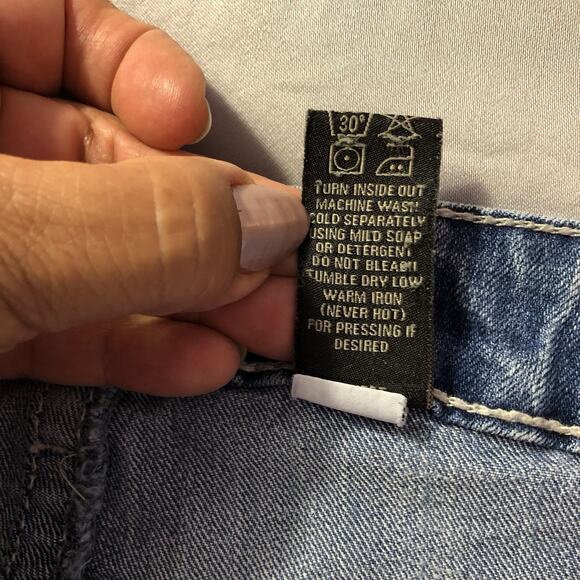 30°
TURN INSIDE OUT
MACHINE WASH
COLD SEPARATELY
USING MILD SOAP
OR DETERGENT
DO NOT BLEACH
TUMBLE DRY LOW
WARM IRON
(NEVER HOT)
FOR PRESSING IF
DESIRED